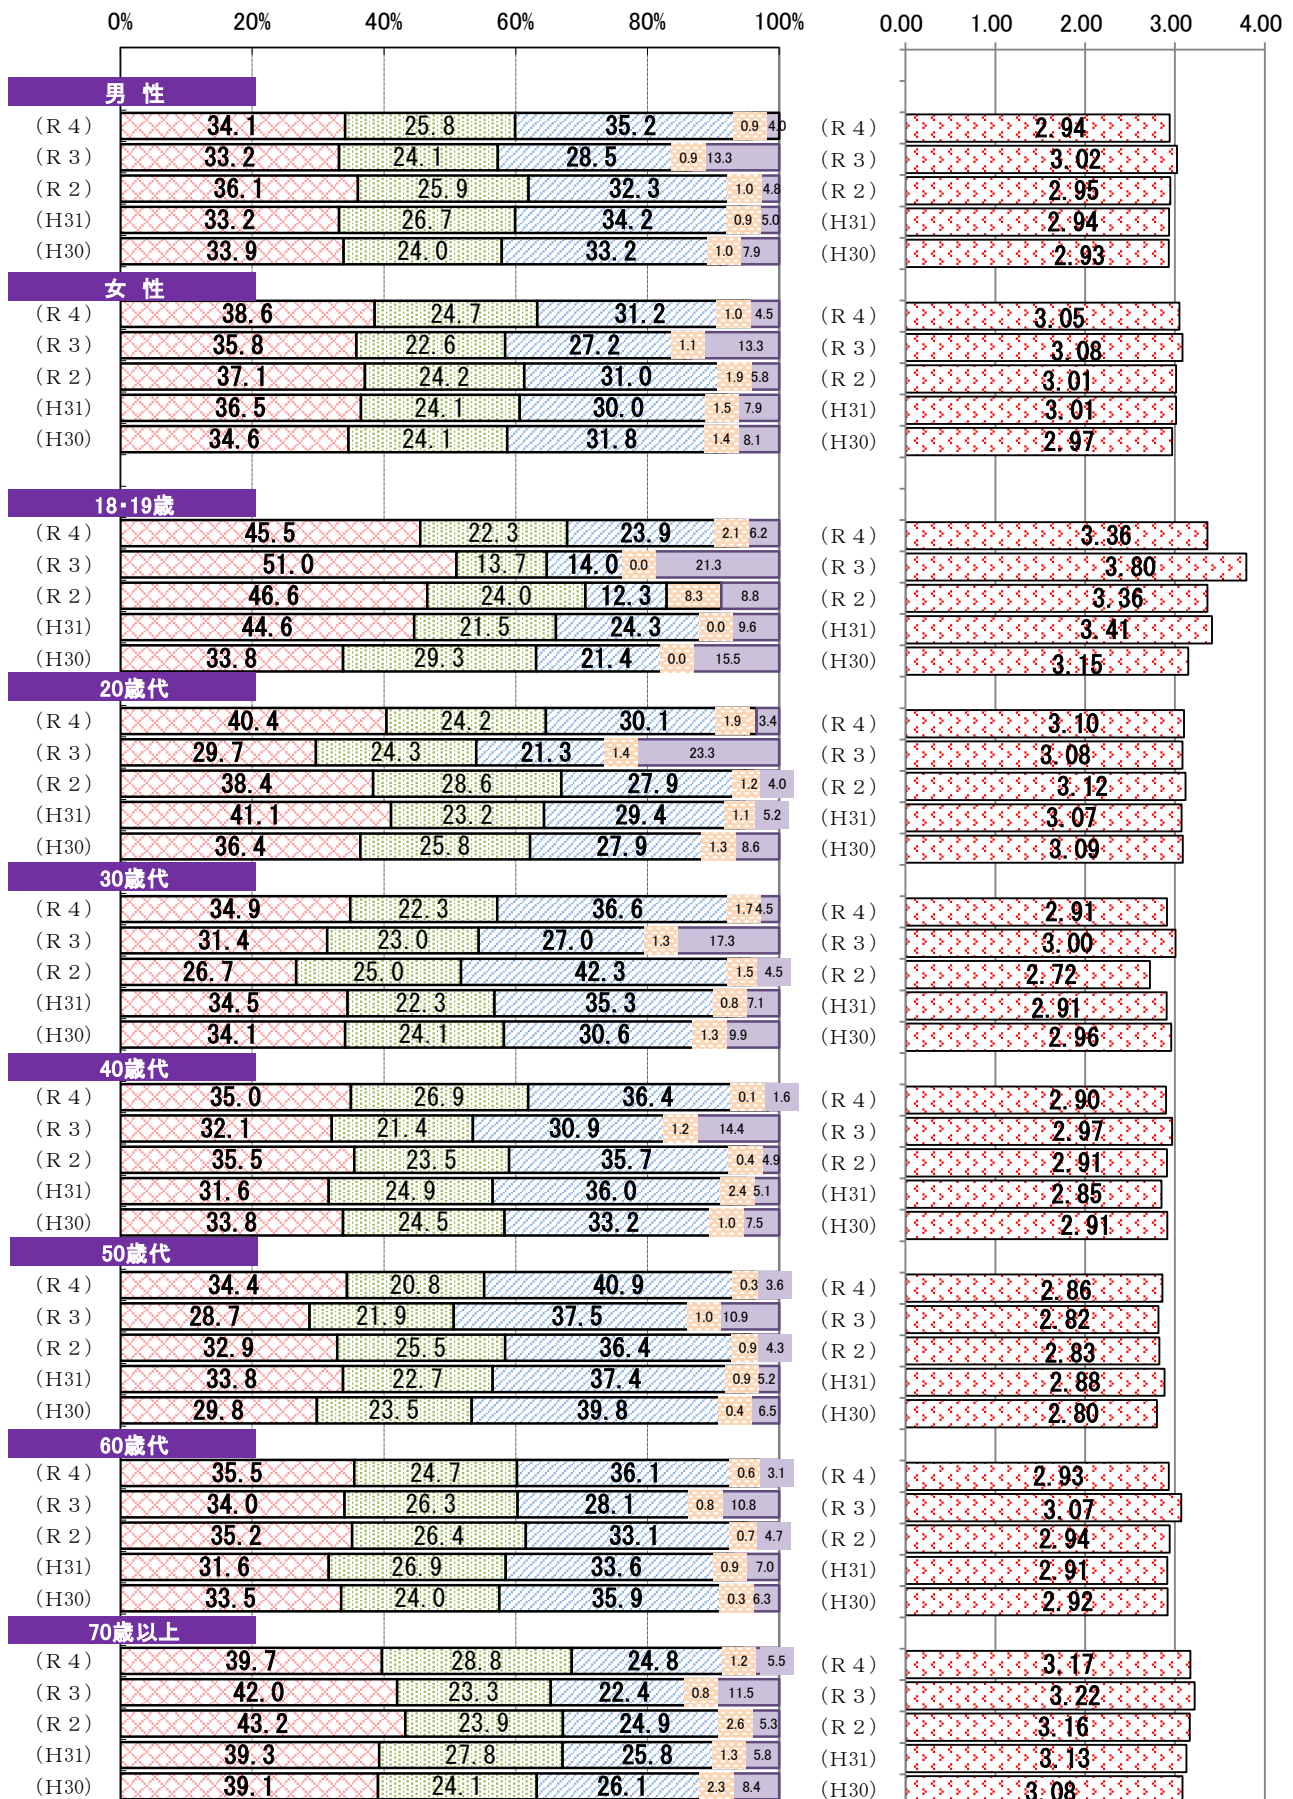 0% 20% 40% 60% 80% 100% 0.00 1.00 2.00 3.00 4.00
男 性
(R 4) 34.1 25.8 35.2 0.9 4.0 (R 4) 2.94
(R 3) 33.2 24.1 28.5 0.9 13.3 (R 3) 3.02
(R 2) 36.1 25.9 32.3 1.0 4.8 (R 2) 2.95
(H31) 33.2 26.7 34.2 0.9 5.0 (H31) 2.94
(H30) 33.9 24.0 33.2 1.0 7.9 (H30) 2.93
女 性
(R 4) 38.6 24.7 31.2 1.0 4.5 (R 4) 3.05
(R 3) 35.8 22.6 27.2 1.1 13.3 (R 3) 3.08
(R 2) 37.1 24.2 31.0 1.9 5.8 (R 2) 3.01
(H31) 36.5 24.1 30.0 1.5 7.9 (H31) 3.01
(H30) 34.6 24.1 31.8 1.4 8.1 (H30) 2.97
18・19歳
(R 4) 45.5 22.3 23.9 2.1 6.2 (R 4) 3.36
(R 3) 51.0 13.7 14.0 0.0 21.3 (R 3) 3.80
(R 2) 46.6 24.0 12.3 8.3 8.8 (R 2) 3.36
(H31) 44.6 21.5 24.3 0.0 9.6 (H31) 3.41
(H30) 33.8 29.3 21.4 0.0 15.5 (H30) 3.15
20歳代
(R 4) 40.4 24.2 30.1 1.9 3.4 (R 4) 3.10
(R 3) 29.7 24.3 21.3 1.4 23.3 (R 3) 3.08
(R 2) 38.4 28.6 27.9 1.2 4.0 (R 2) 3.12
(H31) 41.1 23.2 29.4 1.1 5.2 (H31) 3.07
(H30) 36.4 25.8 27.9 1.3 8.6 (H30) 3.09
30歳代
(R 4) 34.9 22.3 36.6 1.7 4.5 (R 4) 2.91
(R 3) 31.4 23.0 27.0 1.3 17.3 (R 3) 3.00
(R 2) 26.7 25.0 42.3 1.5 4.5 (R 2) 2.72
(H31) 34.5 22.3 35.3 0.8 7.1 (H31) 2.91
(H30) 34.1 24.1 30.6 1.3 9.9 (H30) 2.96
40歳代
(R 4) 35.0 26.9 36.4 0.1 1.6 (R 4) 2.90
(R 3) 32.1 21.4 30.9 1.2 14.4 (R 3) 2.97
(R 2) 35.5 23.5 35.7 0.4 4.9 (R 2) 2.91
(H31) 31.6 24.9 36.0 2.4 5.1 (H31) 2.85
(H30) 33.8 24.5 33.2 1.0 7.5 (H30) 2.91
50歳代
(R 4) 34.4 20.8 40.9 0.3 3.6 (R 4) 2.86
(R 3) 28.7 21.9 37.5 1.0 10.9 (R 3) 2.82
(R 2) 32.9 25.5 36.4 0.9 4.3 (R 2) 2.83
(H31) 33.8 22.7 37.4 0.9 5.2 (H31) 2.88
(H30) 29.8 23.5 39.8 0.4 6.5 (H30) 2.80
60歳代
(R 4) 35.5 24.7 36.1 0.6 3.1 (R 4) 2.93
(R 3) 34.0 26.3 28.1 0.8 10.8 (R 3) 3.07
(R 2) 35.2 26.4 33.1 0.7 4.7 (R 2) 2.94
(H31) 31.6 26.9 33.6 0.9 7.0 (H31) 2.91
(H30) 33.5 24.0 35.9 0.3 6.3 (H30) 2.92
70歳以上
(R 4) 39.7 28.8 24.8 1.2 5.5 (R 4) 3.17
(R 3) 42.0 23.3 22.4 0.8 11.5 (R 3) 3.22
(R 2) 43.2 23.9 24.9 2.6 5.3 (R 2) 3.16
(H31) 39.3 27.8 25.8 1.3 5.8 (H31) 3.13
(H30) 39.1 24.1 26.1 2.3 8.4 (H30) 3.08